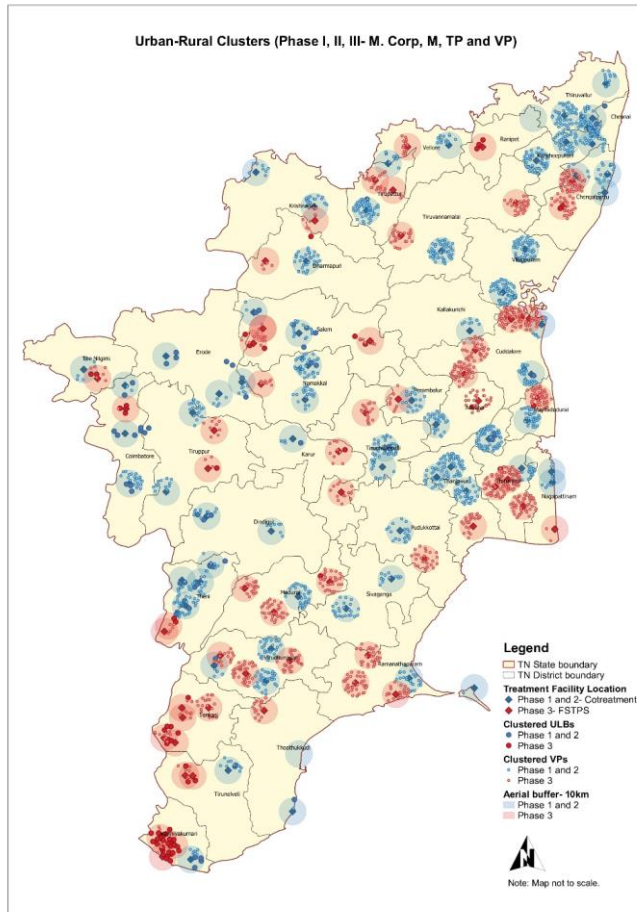 Urban-Rural Clusters (Phase I, II, III- M. Corp, M, TP and VP)
Thiruvallur
Chennai
Ranipet
Vellore
Kancheepuram
Tirupattur
Chengalpattu
Krishnagiri
Tiruvannamalai
Villupuram
Dharmapuri
Kallakurichi
Salem
The Nilgiris
Erode
Cuddalore
Namakkal
Perambalur
Ariyalur
Mayiladuthurai
Coimbatore
Tiruppur
Karur
Tiruchirappalli
Thanjavur
Thiruvarur
Nagapattinam
Dindigul
Pudukkottai
Theni
Madurai
Sivaganga
Virudhunagar
Ramanathapuram
Tenkasi
Thoothukkudi
Tirunelveli
Kanniyakumari
Legend
TN State boundary
TN District boundary
Treatment Facility Location
Phase 1 and 2- Cotreatment
Phase 3- FSTPS
Clustered ULBs
Phase 1 and 2
Phase 3
Clustered VPs
Phase 1 and 2
Phase 3
Aerial buffer- 10km
Phase 1 and 2
Phase 3
N
Note: Map not to scale.